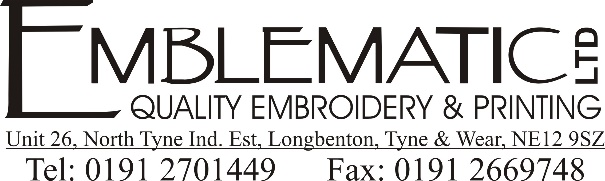 EMBLEMATIC LTD
QUALITY EMBROIDERY & PRINTING
Unit 26, North Tyne Ind. Est, Longbenton, Tyne & Wear, NE12 9SZ
Tel: 0191 2701449 Fax: 0191 2669748